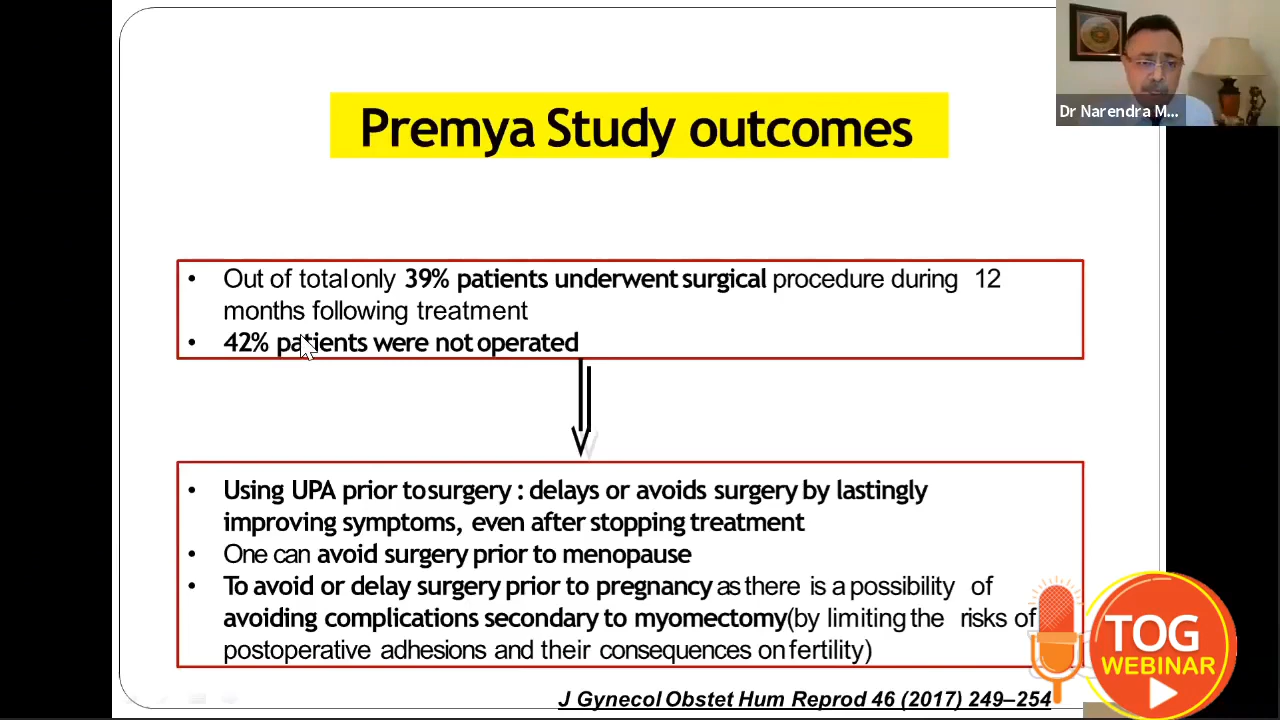 Premya Study outcomes
Dr Narendra M...
• Out of total only 39% patients underwent surgical procedure during 12
months following treatment
• 42% patients were not operated
• Using UPA prior to surgery : delays or avoids surgery by lastingly
improving symptoms, even after stopping treatment
• One can avoid surgery prior to menopause
• To avoid or delay surgery prior to pregnancy as there is a possibility of
avoiding complications secondary to myomectomy(by limiting the risks of
postoperative adhesions and their consequences on fertility)
J Gynecol Obstet Hum Reprod 46 (2017) 249–254
TOG
WEBINAR